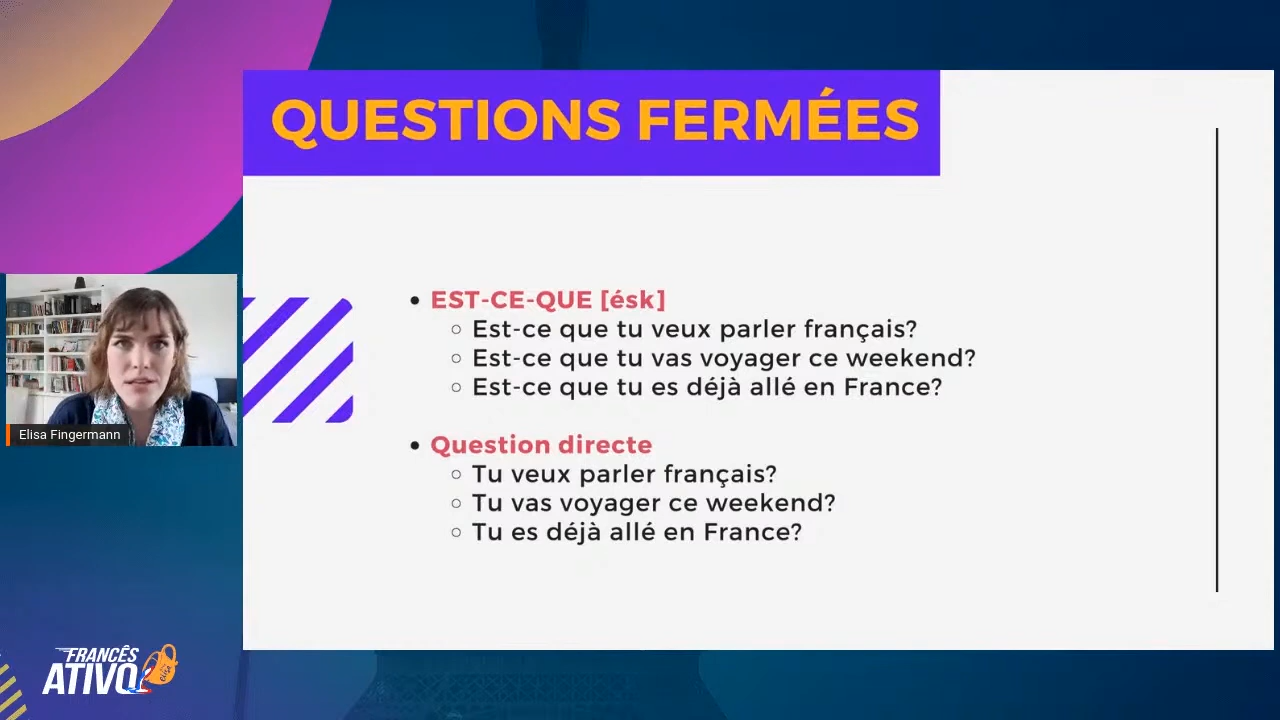 QUESTIONS FERMÉES
EST-CE-QUE [ésk]
Est-ce que tu veux parler français?
Est-ce que tu vas voyager ce weekend?
Est-ce que tu es déjà allé en France?
Question directe
Tu veux parler français?
Tu vas voyager ce weekend?
Tu es déjà allé en France?
Elisa Fingermann
FRANCÊS
ATIVO